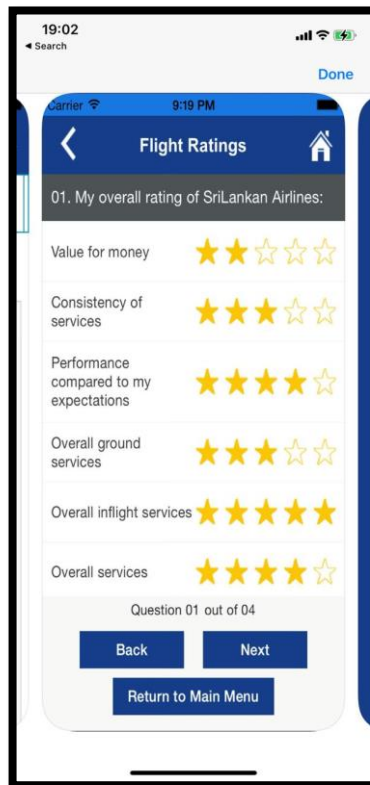 19:02
Search
Done
Carrier
9:19 PM
Flight Ratings
01. My overall rating of SriLankan Airlines:
Value for money
Consistency of
services
Performance
compared to my
expectations
Overall ground
services
Overall inflight services
Overall services
Question 01 out of 04
Back
Next
Return to Main Menu